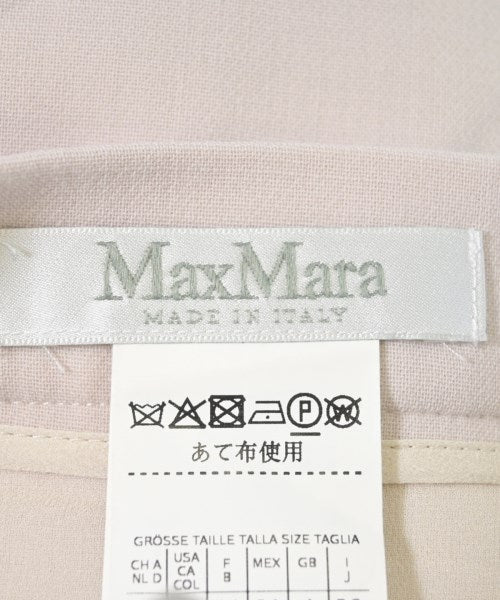 MaxMara
MADE IN ITALY
P W
あて布使用
GRÖSSE TAILLE TALLA SIZE TAGLIA
CH A NL D USA CA COL F B MEX GB I J